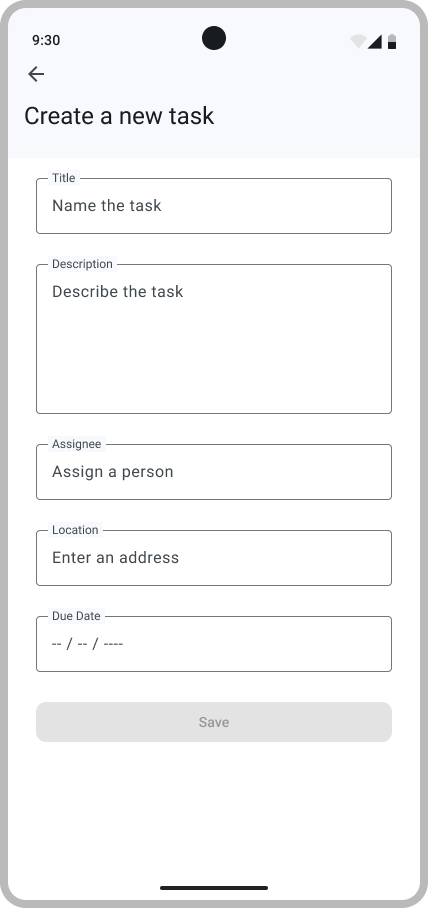 9:30
Create a new task
Title
Name the task
Description
Describe the task
Assignee
Assign a person
Location
Enter an address
Due Date
-- / -- / ----
Save